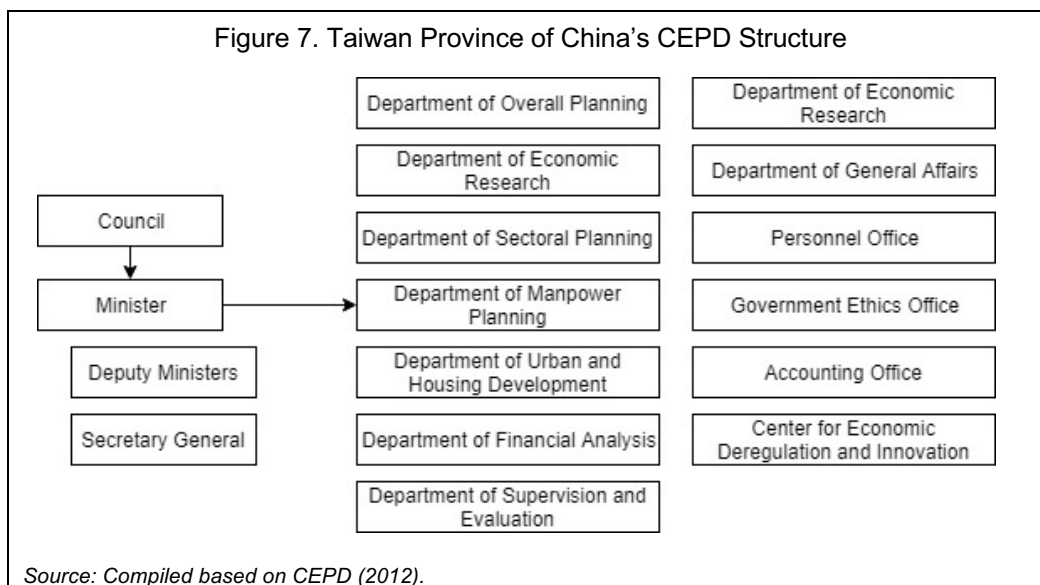 Figure 7. Taiwan Province of China's CEPD Structure
Council
Minister
Deputy Ministers
Secretary General
Department of Overall Planning
Department of Economic
Research
Department of Sectoral Planning
Department of Manpower
Planning
Department of Urban and
Housing Development
Department of Financial Analysis
Department of Supervision and
Evaluation
Department of Economic
Research
Department of General Affairs
Personnel Office
Government Ethics Office
Accounting Office
Center for Economic
Deregulation and Innovation
Source: Compiled based on CEPD (2012).